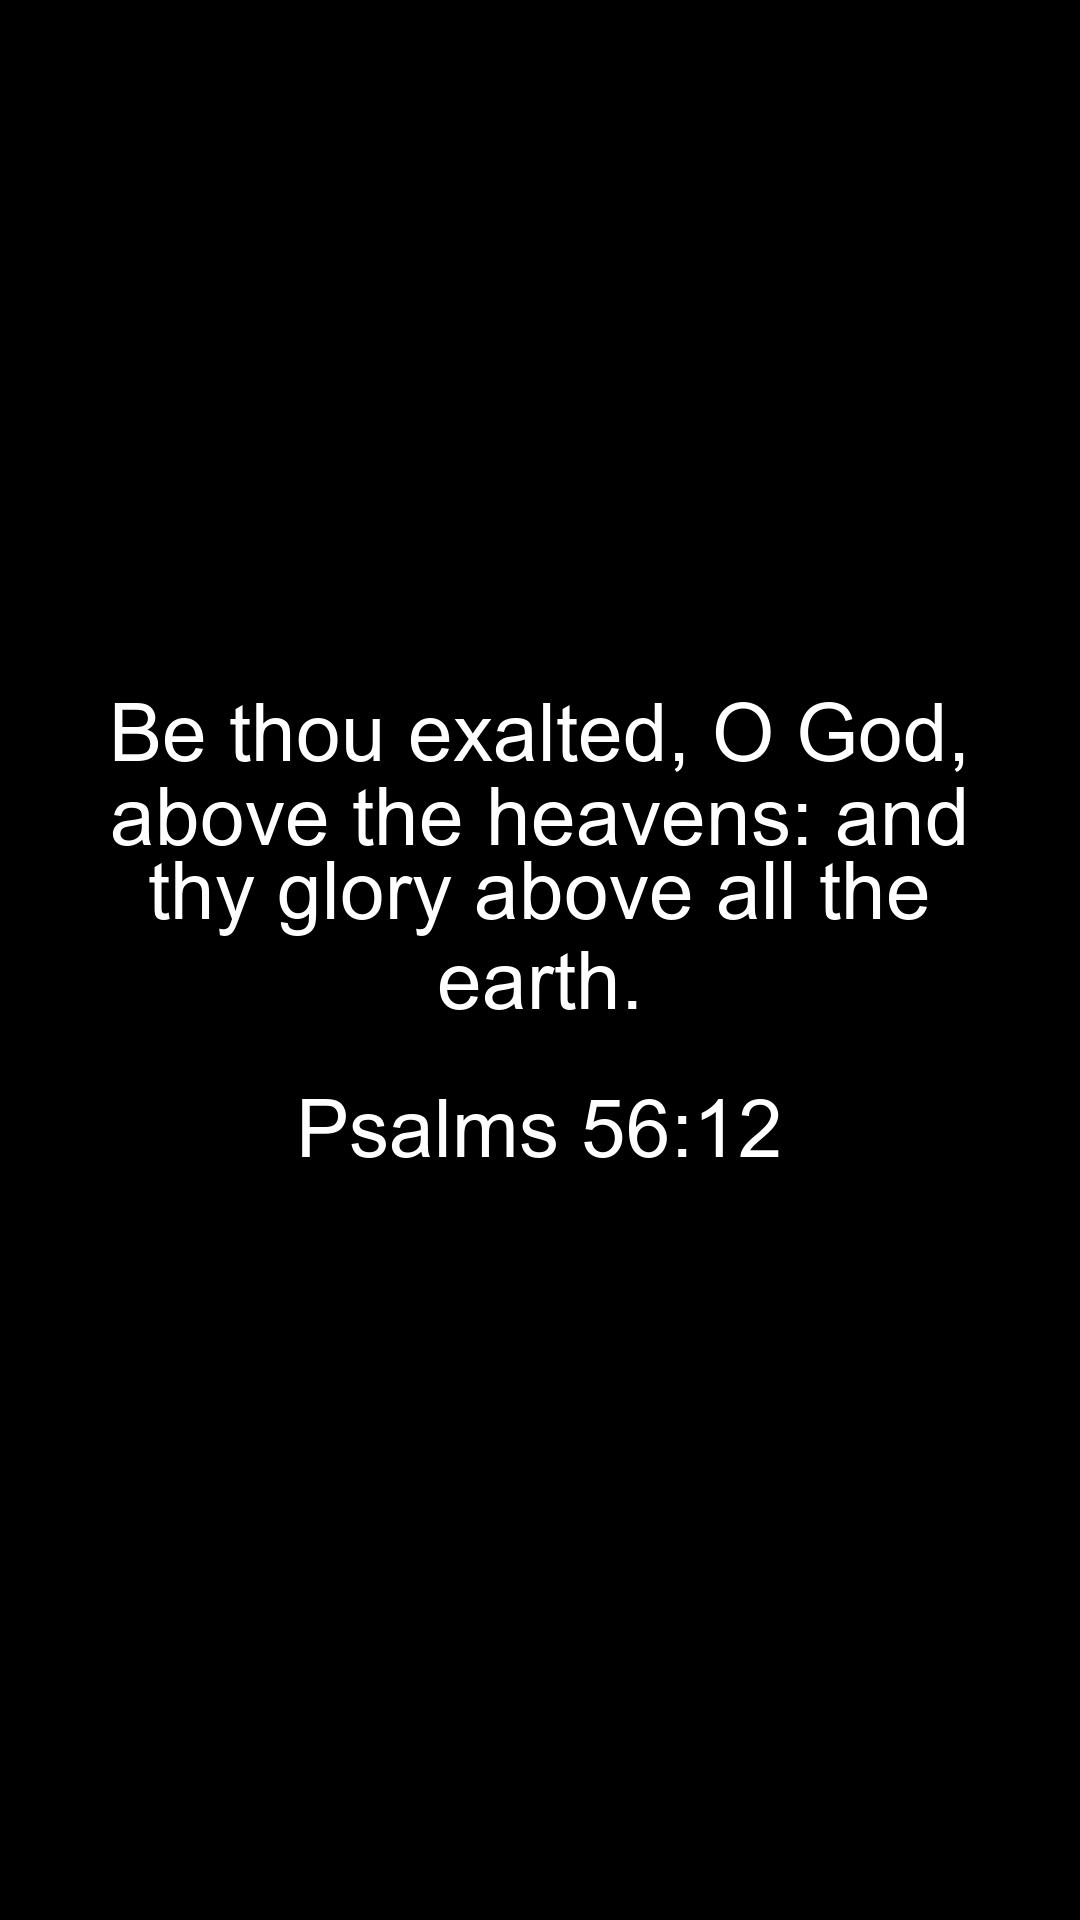 Be thou exalted, O God,
above the heavens: and
thy glory above all the
earth.
Psalms 56:12